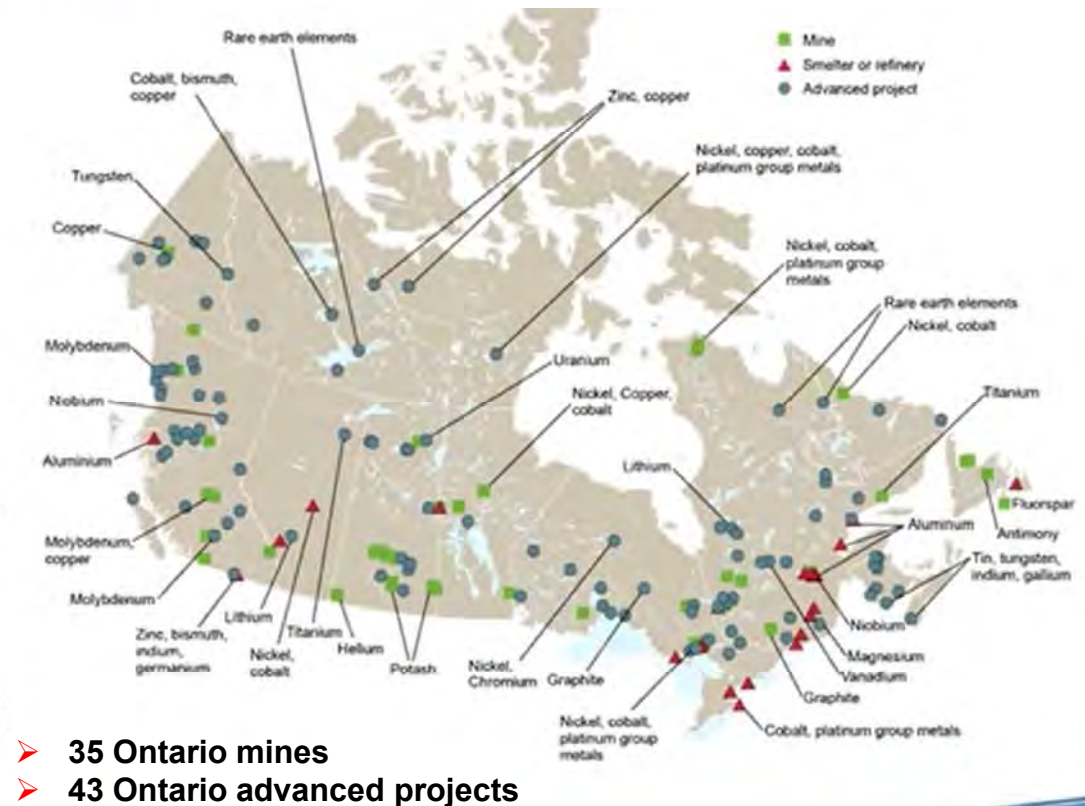 Rare earth elements
Mine
Smelter or refinery
Advanced project
Cobalt, bismuth,
copper
Zinc, copper
Nickel, copper, cobalt,
platinum group metals
Tungsten
Copper
Nickel, cobalt,
platinum group
metals
Rare earth elements
Nickel, cobalt
Molybdenum
Uranium
Nickel, Copper,
cobalt
Titanium
Niobium
Aluminium
Lithium
Fluorspar
Aluminum
Antimony
Molybdenum,
copper
Tin, tungsten,
indium, gallium
Molybdenum
Lithium
Niobium
Zinc, bismuth,
indium,
germanium
Titanium
Nickel,
cobalt
Helium
Potash
Nickel,
Chromium
Graphite
Magnesium
Vanadium
Graphite
Nickel, cobalt,
platinum group
metals
Cobalt, platinum group metals
➢ 35 Ontario mines
➢ 43 Ontario advanced projects